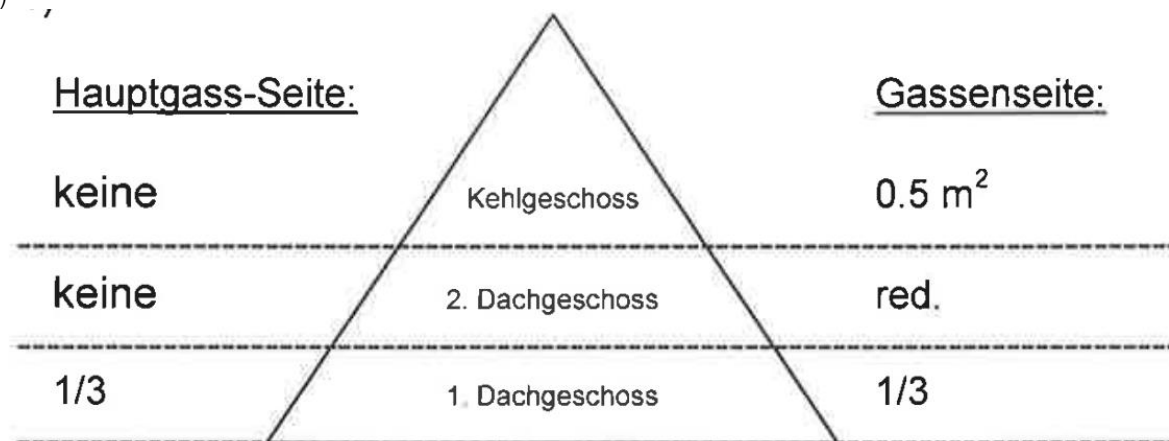 Hauptgass-Seite: Gassenseite:
keine Kehlgeschoss 0.5 m²
keine 2. Dachgeschoss red.
1/3 1. Dachgeschoss 1/3